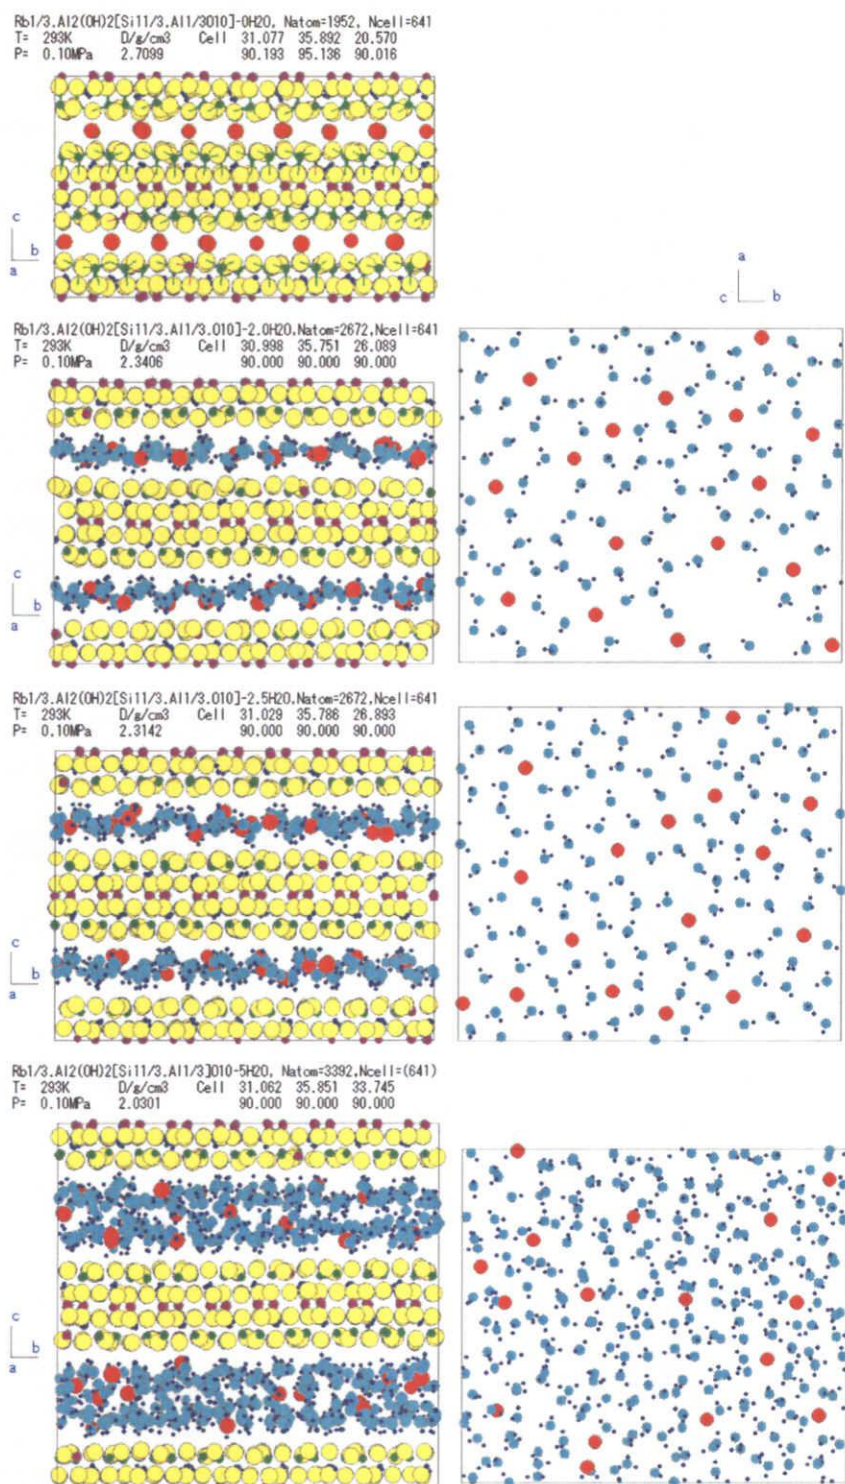 Rb1/3.Al2(OH)2[Si11/3.Al1/3O10]-0H2O, Natom=1952, Ncell=641
T= 293K D/g/cm3 Cell 31.077 35.892 20.570
P= 0.10MPa 2.7099 90.193 95.136 90.016
c
b
a
a
c b
Rb1/3.Al2(OH)2[Si11/3.Al1/3.O10]-2.0H2O,Natom=2672,Ncell=641
T= 293K D/g/cm3 Cell 30.998 35.751 26.089
P= 0.10MPa 2.3406 90.000 90.000 90.000
c
b
a
Rb1/3.Al2(OH)2[Si11/3.Al1/3.O10]-2.5H2O,Natom=2672,Ncell=641
T= 293K D/g/cm3 Cell 31.029 35.786 26.893
P= 0.10MPa 2.3142 90.000 90.000 90.000
c
b
a
Rb1/3.Al2(OH)2[Si11/3.Al1/3]O10-5H2O, Natom=3392,Ncell=(641)
T= 293K D/g/cm3 Cell 31.062 35.851 33.745
P= 0.10MPa 2.0301 90.000 90.000 90.000
c
b
a